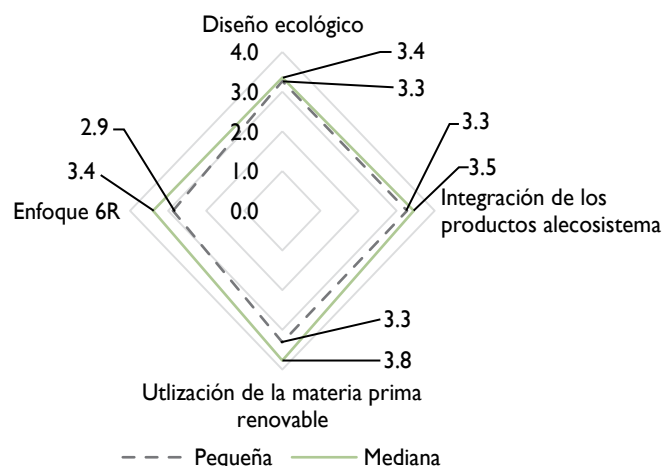 Diseño ecológico
4.0
3.4
3.0
3.3
2.9
2.0
3.3
3.4
1.0
3.5
Enfoque 6R
0.0
Integración de los
productos alecosistema
3.3
3.8
Utlización de la materia prima
renovable
Pequeña Mediana